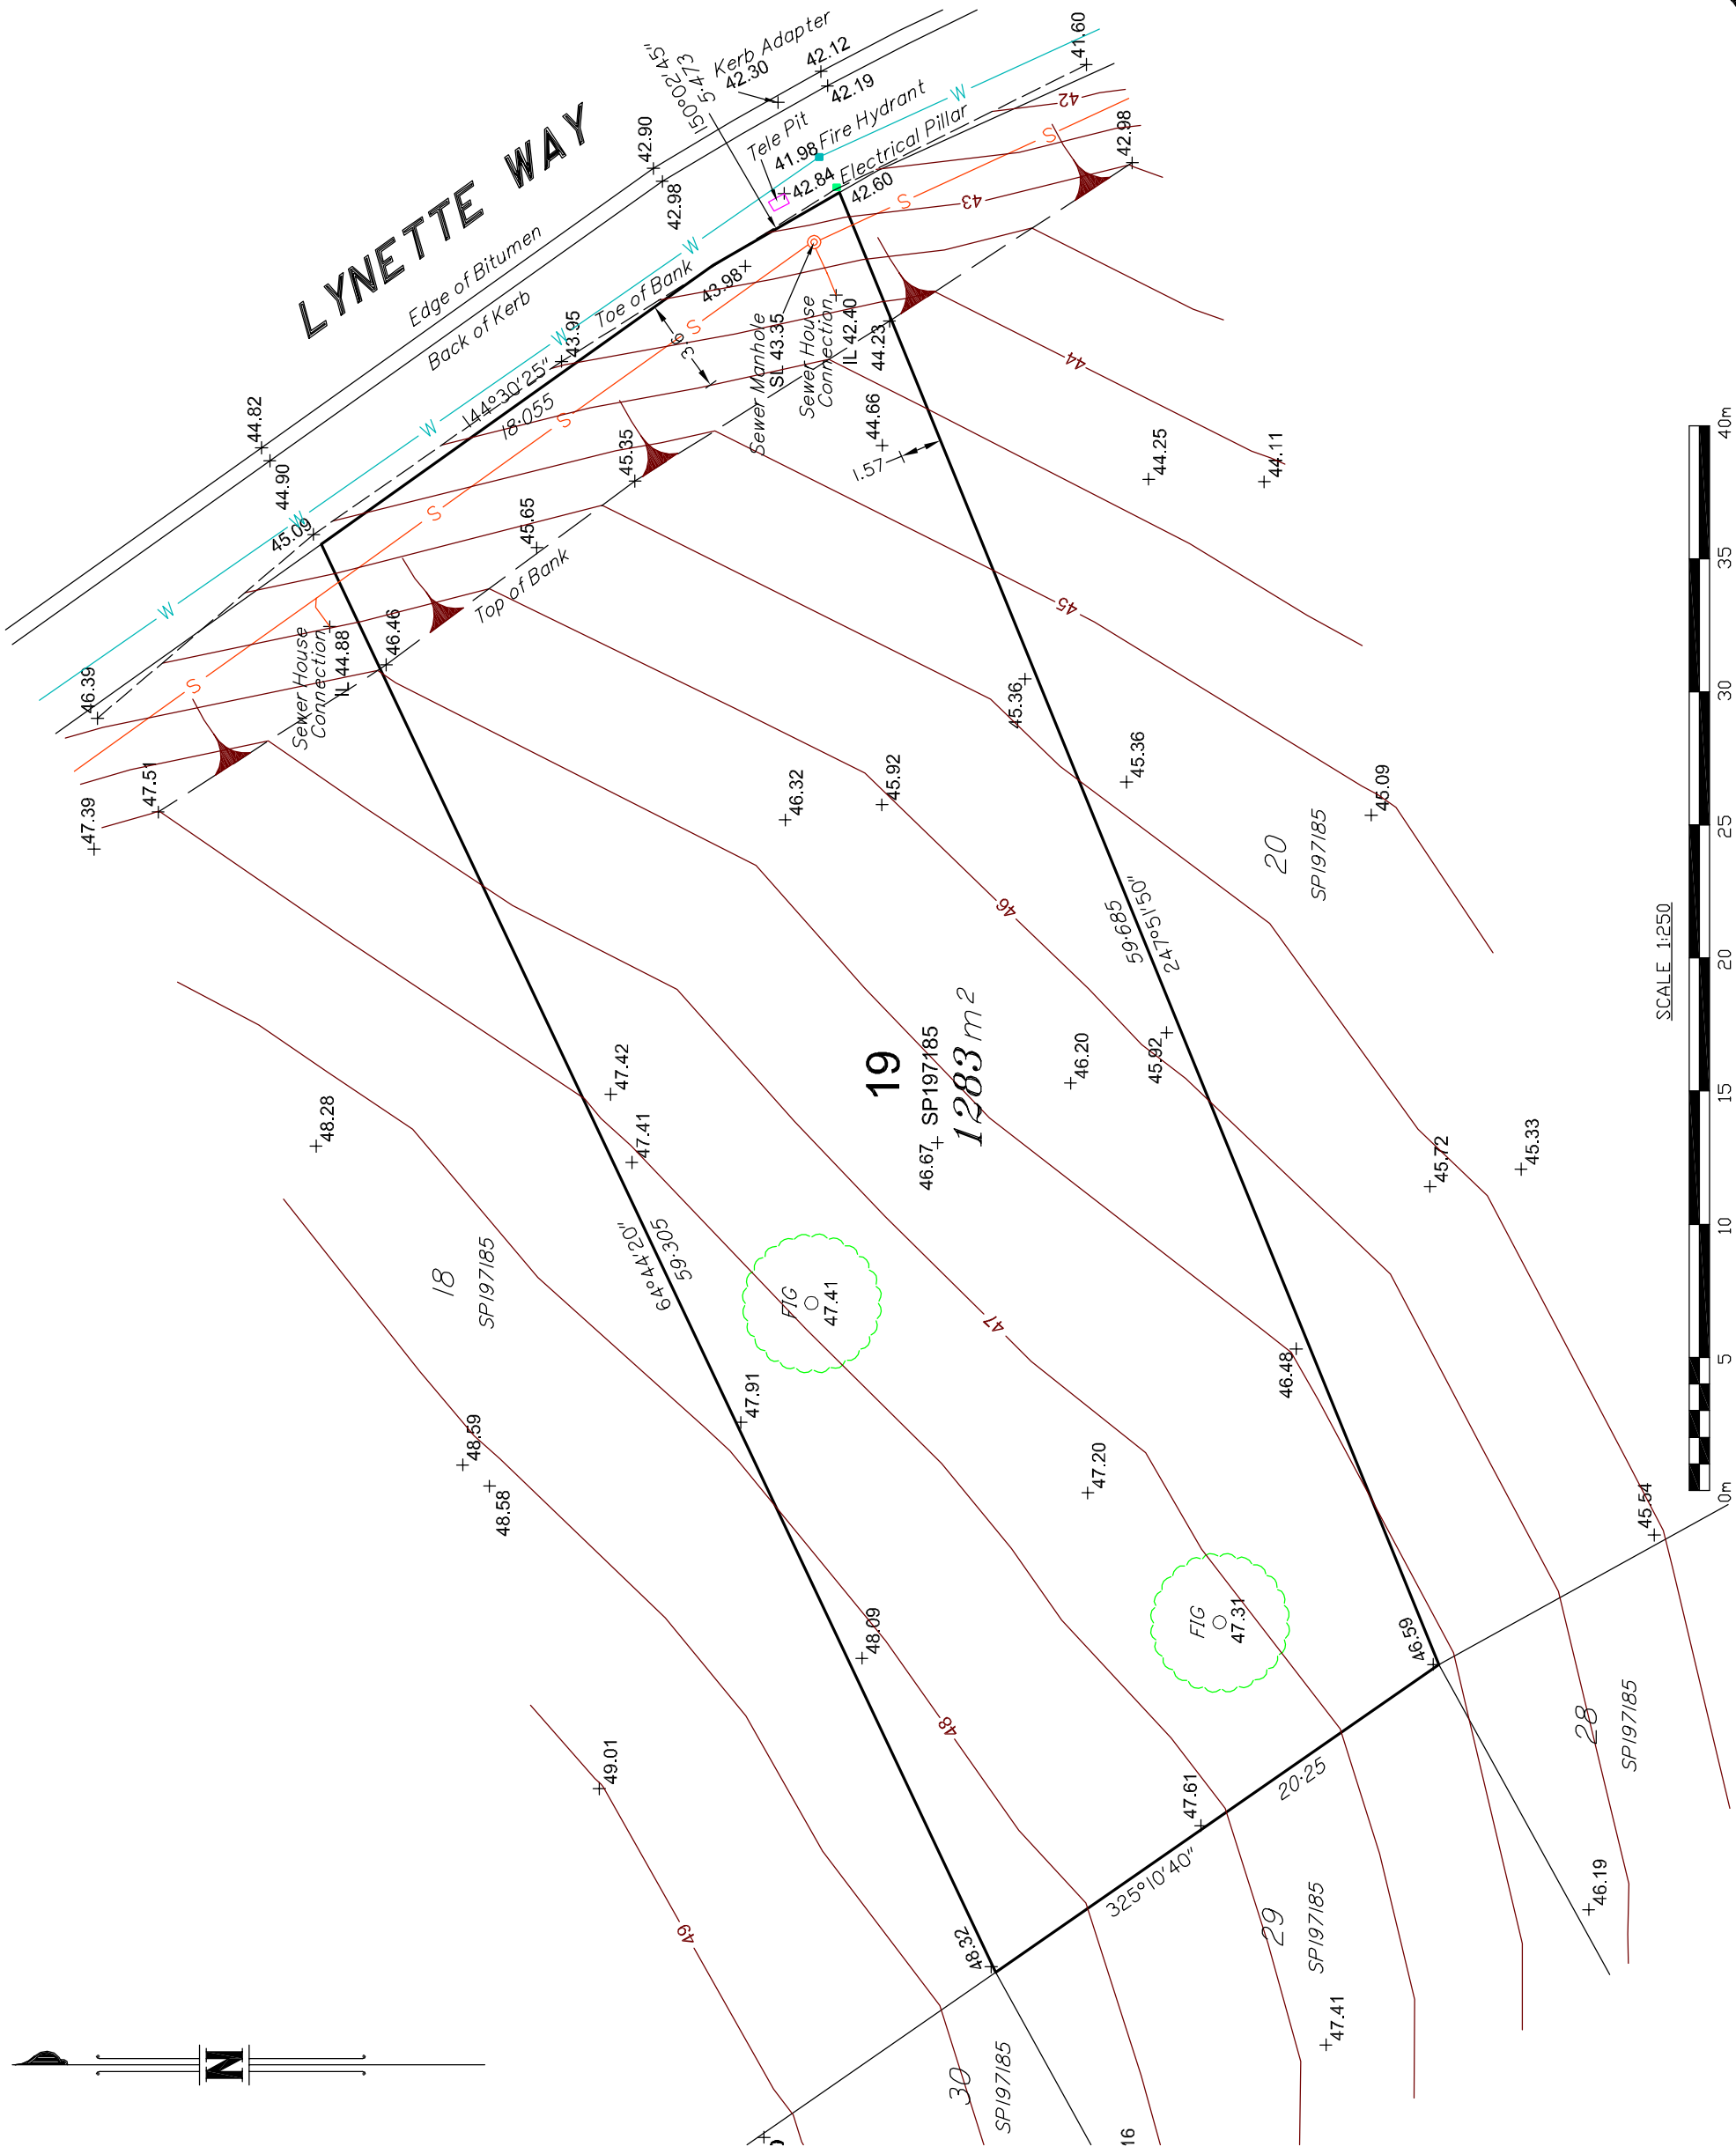 LYNETTE WAY
Edge of Bitumen
Back of Kerb
Kerb Adapter
42.30
42.12
42.19
150°02'45"
5·473
Tele Pit
41.98
Fire Hydrant
42.84
Electrical Pillar
42.60
41.60
42
42.98
43
42.90
42.98
44.82
44.90
45.09
46.39
47.39
47.51
W
W
W
W
W
W
S
S
S
S
S
S
144°30'25"
18·055
43.95
Toe of Bank
43.98
3.6
Sewer Manhole
SL 43.35
Sewer House
Connection
IL 42.40
44.23
44.66
1.57
44
44.25
44.11
45.35
45.65
Top of Bank
Sewer House
Connection
IL 44.88
46.46
45
45.36
45.36
45.09
46.32
45.92
46
20
SP197185
59·685
247°51'50"
19
SP197185
1283 m2
46.67
46.20
45.92
47.42
47.41
48.28
18
SP197185
64°44'20"
59·305
FIG
47.41
47
45.72
45.33
46.48
47.91
48.59
48.58
47.20
FIG
47.31
45.54
46.59
48.09
48
49.01
49
47.61
20·25
325°10'40"
48.32
28
SP197185
46.19
29
SP197185
47.41
30
SP197185
16
N
SCALE 1:250
0m
5
10
15
20
25
30
35
40m